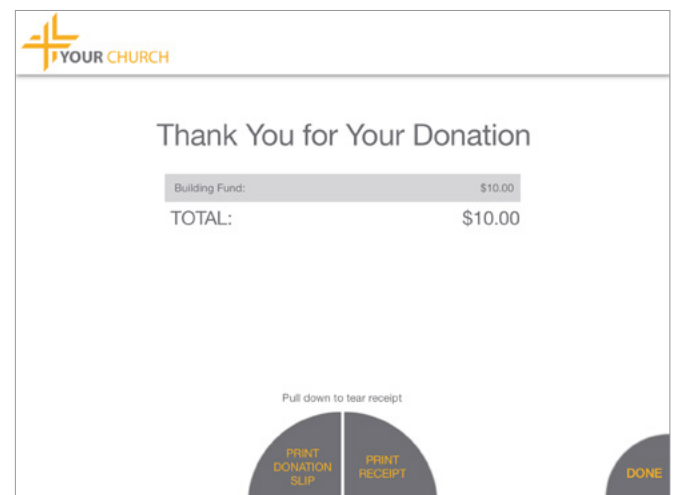 YOUR CHURCH
Thank You for Your Donation
Building Fund: $10.00
TOTAL: $10.00
Pull down to tear receipt
PRINT
DONATION
SLIP
PRINT
RECEIPT
DONE